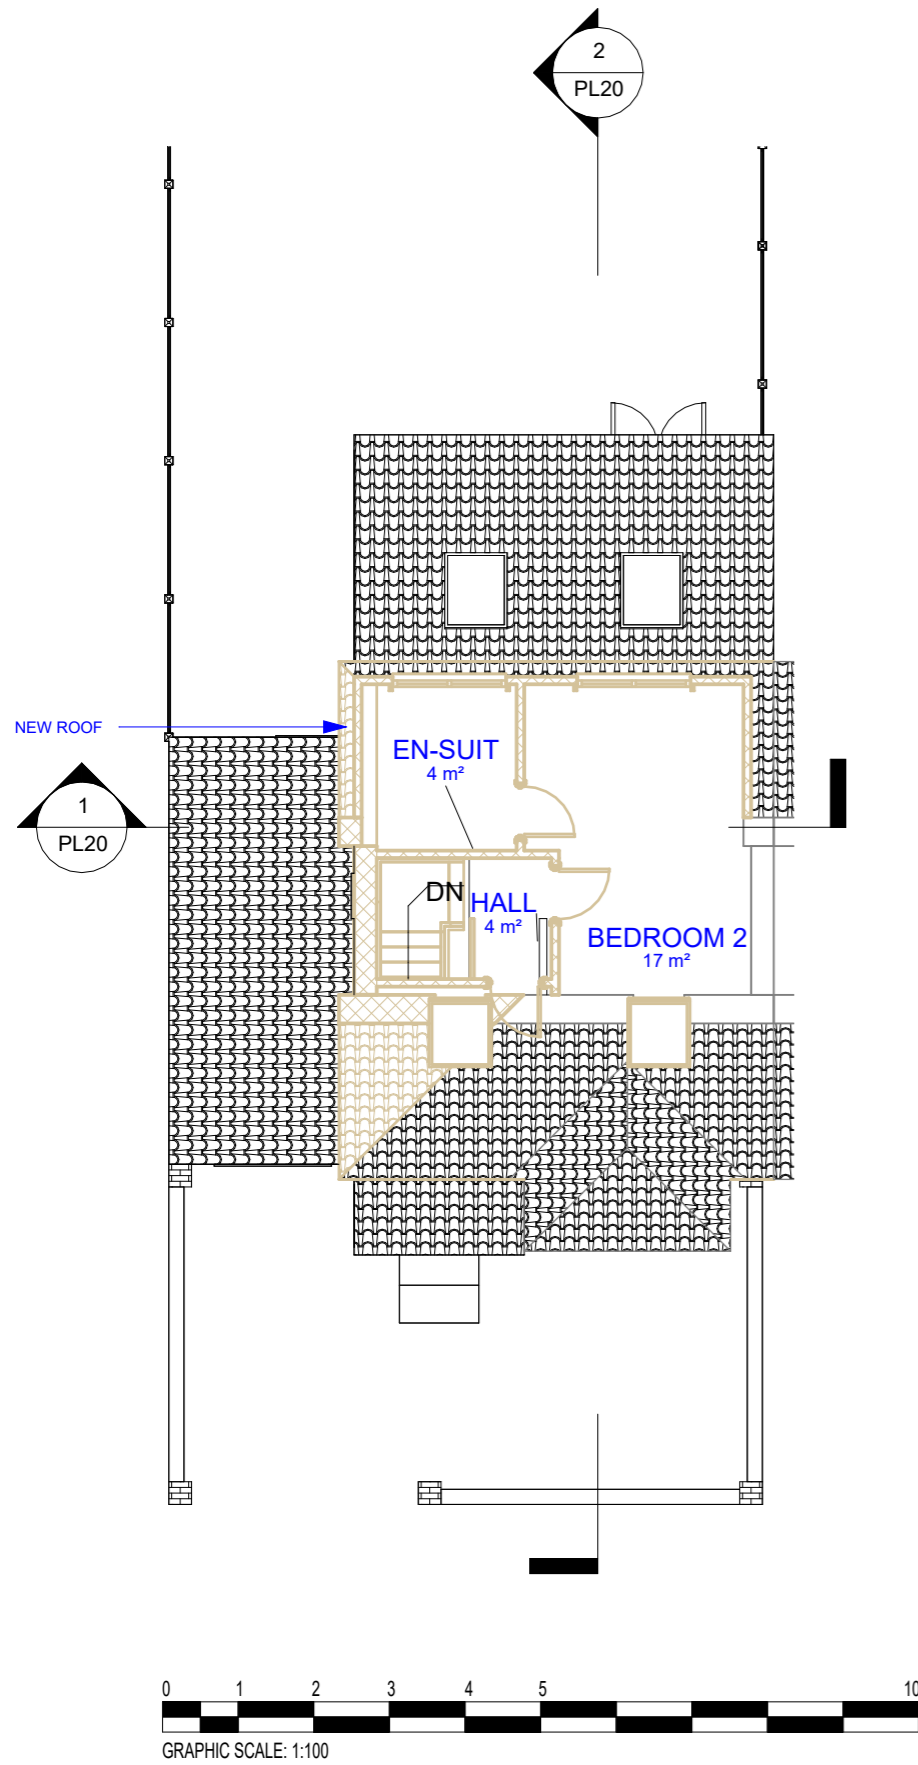 2
PL20
NEW ROOF
EN-SUIT
4 m²
1
PL20
DN
HALL
4 m²
BEDROOM 2
17 m²
0 1 2 3 4 5 10
GRAPHIC SCALE: 1:100